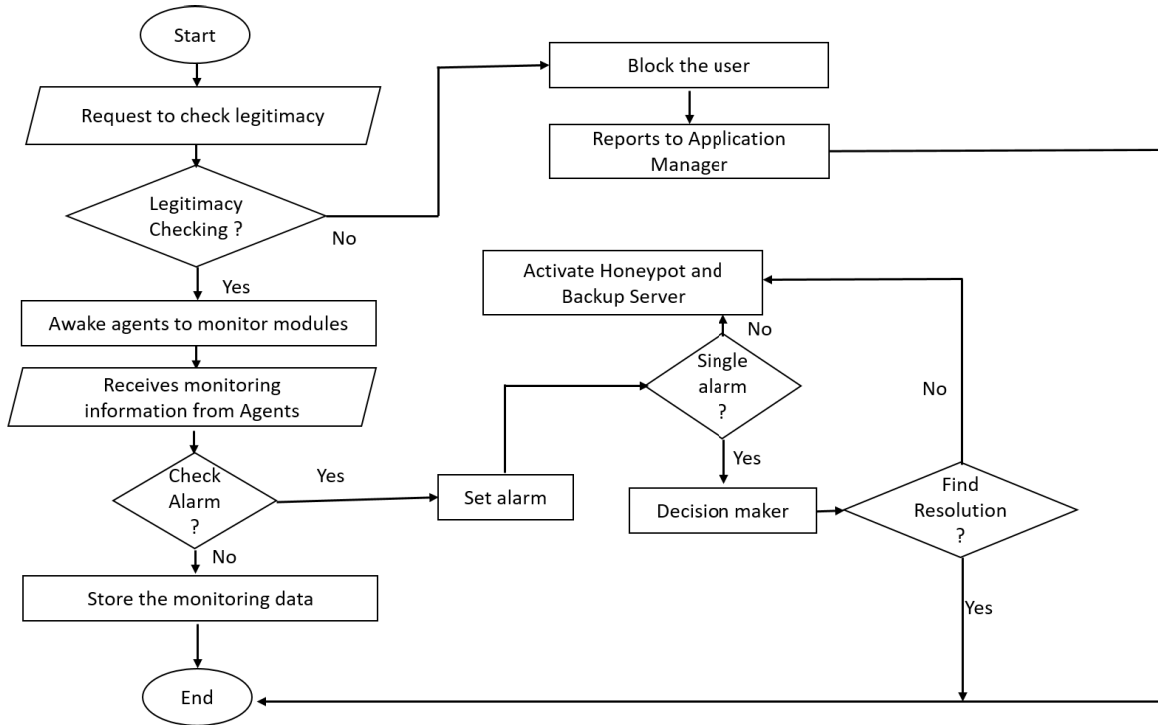 Start
Request to check legitimacy
Legitimacy
Checking ?
No
Yes
Block the user
Reports to Application
Manager
Awake agents to monitor modules
Receives monitoring
information from Agents
Check
Alarm
?
Yes
No
Set alarm
Activate Honeypot and
Backup Server
No
Single
alarm
?
Yes
Decision maker
Find
Resolution
?
No
Yes
Store the monitoring data
End